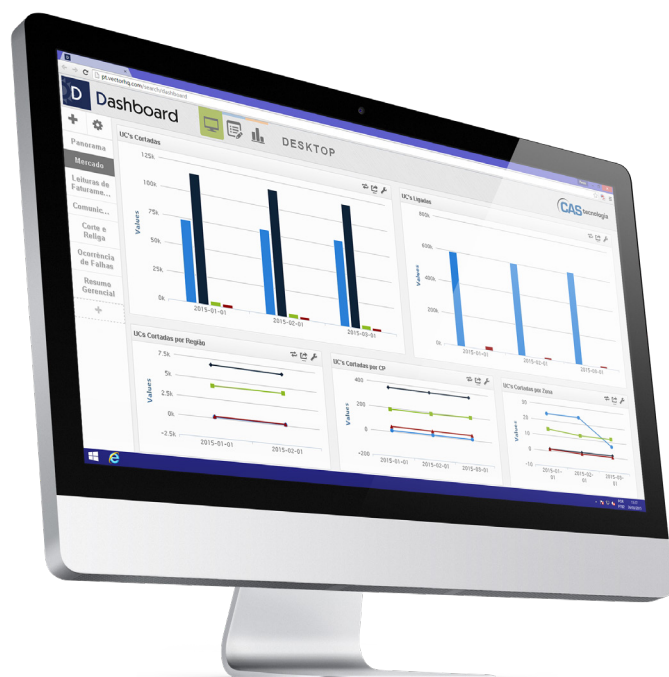 D
pt.vectorhq.com/search/dashboard
D Dashboard
DESKTOP
Panorama
Mercado
Leituras de
Faturame...
Comunic...
Corte e
Religa
Ocorrência
de Falhas
Resumo
Gerencial
UC's Cortadas
125k
100k
75k
50k
25k
0k
Values
2015-01-01
2015-02-01
2015-03-01
UC's Ligadas
CAS tecnologia
800k
600k
400k
200k
0k
Values
2015-01-01
2015-02-01
2015-03-01
UCs Cortadas por Região
7.5k
5k
2.5k
0k
-2.5k
Values
2015-01-01
2015-02-01
UC's Cortadas por CP
400
200
0
-200
Values
2015-01-01
2015-02-01
2015-03-01
UC's Cortadas por Zona
30
20
10
0
-10
Values
2015-01-
01
2015-02-
01
2015-03-
01